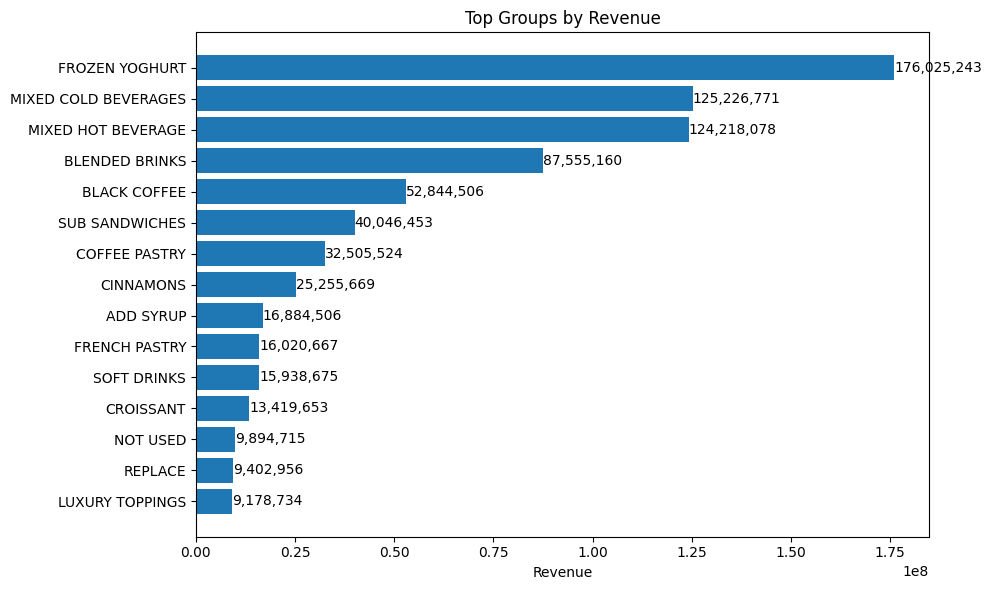 Top Groups by Revenue
FROZEN YOGHURT 176,025,243
MIXED COLD BEVERAGES 125,226,771
MIXED HOT BEVERAGE 124,218,078
BLENDED BRINKS 87,555,160
BLACK COFFEE 52,844,506
SUB SANDWICHES 40,046,453
COFFEE PASTRY 32,505,524
CINNAMONS 25,255,669
ADD SYRUP 16,884,506
FRENCH PASTRY 16,020,667
SOFT DRINKS 15,938,675
CROISSANT 13,419,653
NOT USED 9,894,715
REPLACE 9,402,956
LUXURY TOPPINGS 9,178,734
0.00 0.25 0.50 0.75 1.00 1.25 1.50 1.75
1e8
Revenue